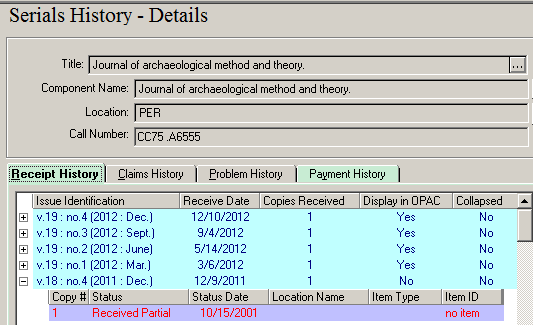 Serials History - Details
Title: Journal of archaeological method and theory. ...
Component Name: Journal of archaeological method and theory.
Location: PER
Call Number: CC75 .A6555
Receipt History Claims History Problem History Payment History
Issue Identification Receive Date Copies Received Display in OPAC Collapsed
v.19 : no.4 (2012 : Dec.) 12/10/2012 1 Yes No
v.19 : no.3 (2012 : Sept.) 9/4/2012 1 Yes No
v.19 : no.2 (2012 : June) 5/14/2012 1 Yes No
v.19 : no.1 (2012 : Mar.) 3/6/2012 1 Yes No
v.18 : no.4 (2011 : Dec.) 12/9/2011 1 No No
Copy # Status Status Date Location Name Item Type Item ID
1 Received Partial 10/15/2001 no item